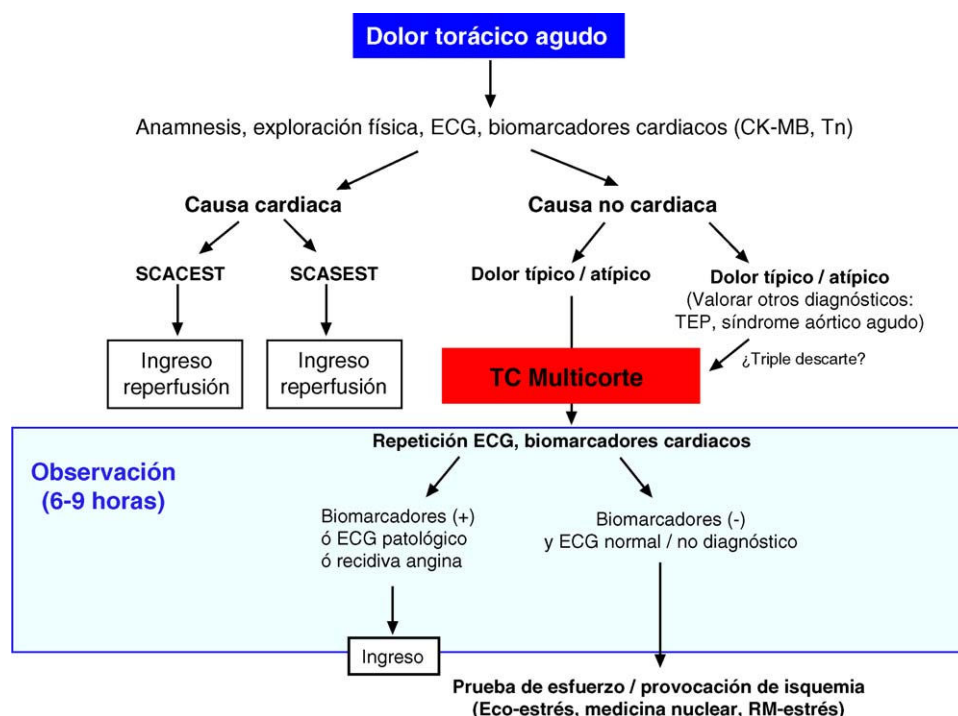 Dolor torácico agudo
Anamnesis, exploración física, ECG, biomarcadores cardiacos (CK-MB, Tn)
Causa cardiaca
Causa no cardiaca
SCACEST
SCASEST
Dolor típico / atípico
Dolor típico / atípico
(Valorar otros diagnósticos:
TEP, síndrome aórtico agudo)
Ingreso
reperfusión
Ingreso
reperfusión
¿Triple descarte?
TC Multicorte
Repetición ECG, biomarcadores cardiacos
Observación
(6-9 horas)
Biomarcadores (+)
ó ECG patológico
ó recidiva angina
Biomarcadores (-)
y ECG normal / no diagnóstico
Ingreso
Prueba de esfuerzo / provocación de isquemia
(Eco-estrés, medicina nuclear, RM-estrés)